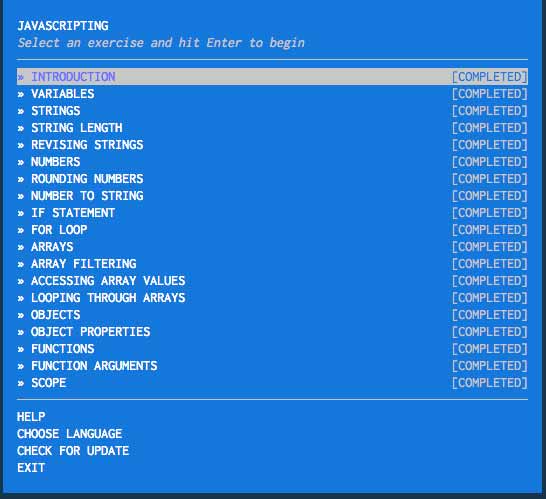 JAVASCRIPTING
Select an exercise and hit Enter to begin
» INTRODUCTION [COMPLETED]
» VARIABLES [COMPLETED]
» STRINGS [COMPLETED]
» STRING LENGTH [COMPLETED]
» REVISING STRINGS [COMPLETED]
» NUMBERS [COMPLETED]
» ROUNDING NUMBERS [COMPLETED]
» NUMBER TO STRING [COMPLETED]
» IF STATEMENT [COMPLETED]
» FOR LOOP [COMPLETED]
» ARRAYS [COMPLETED]
» ARRAY FILTERING [COMPLETED]
» ACCESSING ARRAY VALUES [COMPLETED]
» LOOPING THROUGH ARRAYS [COMPLETED]
» OBJECTS [COMPLETED]
» OBJECT PROPERTIES [COMPLETED]
» FUNCTIONS [COMPLETED]
» FUNCTION ARGUMENTS [COMPLETED]
» SCOPE [COMPLETED]
HELP
CHOOSE LANGUAGE
CHECK FOR UPDATE
EXIT